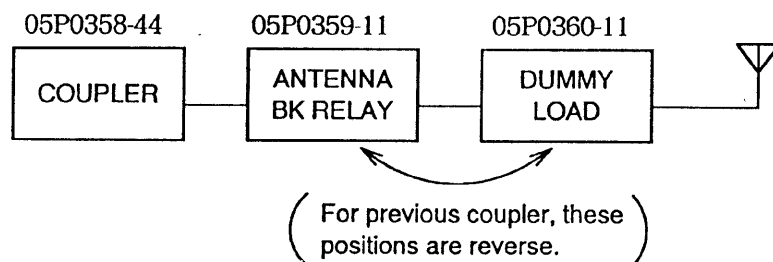 05P0358-44 05P0359-11 05P0360-11
COUPLER
ANTENNA
BK RELAY
DUMMY
LOAD
For previous coupler, these
positions are reverse.